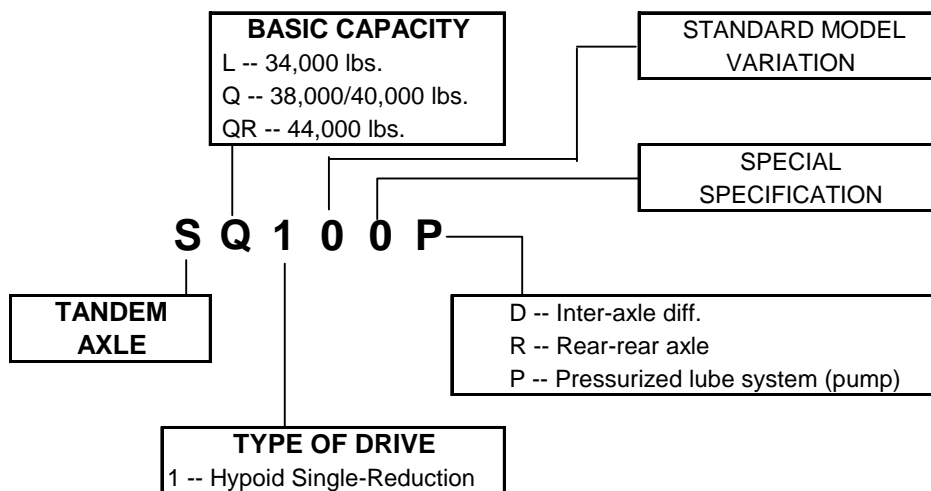 BASIC CAPACITY
L -- 34,000 lbs.
Q -- 38,000/40,000 lbs.
QR -- 44,000 lbs.
STANDARD MODEL
VARIATION
SPECIAL
SPECIFICATION
S Q 1 0 0 P
TANDEM
AXLE
D -- Inter-axle diff.
R -- Rear-rear axle
P -- Pressurized lube system (pump)
TYPE OF DRIVE
1 -- Hypoid Single-Reduction